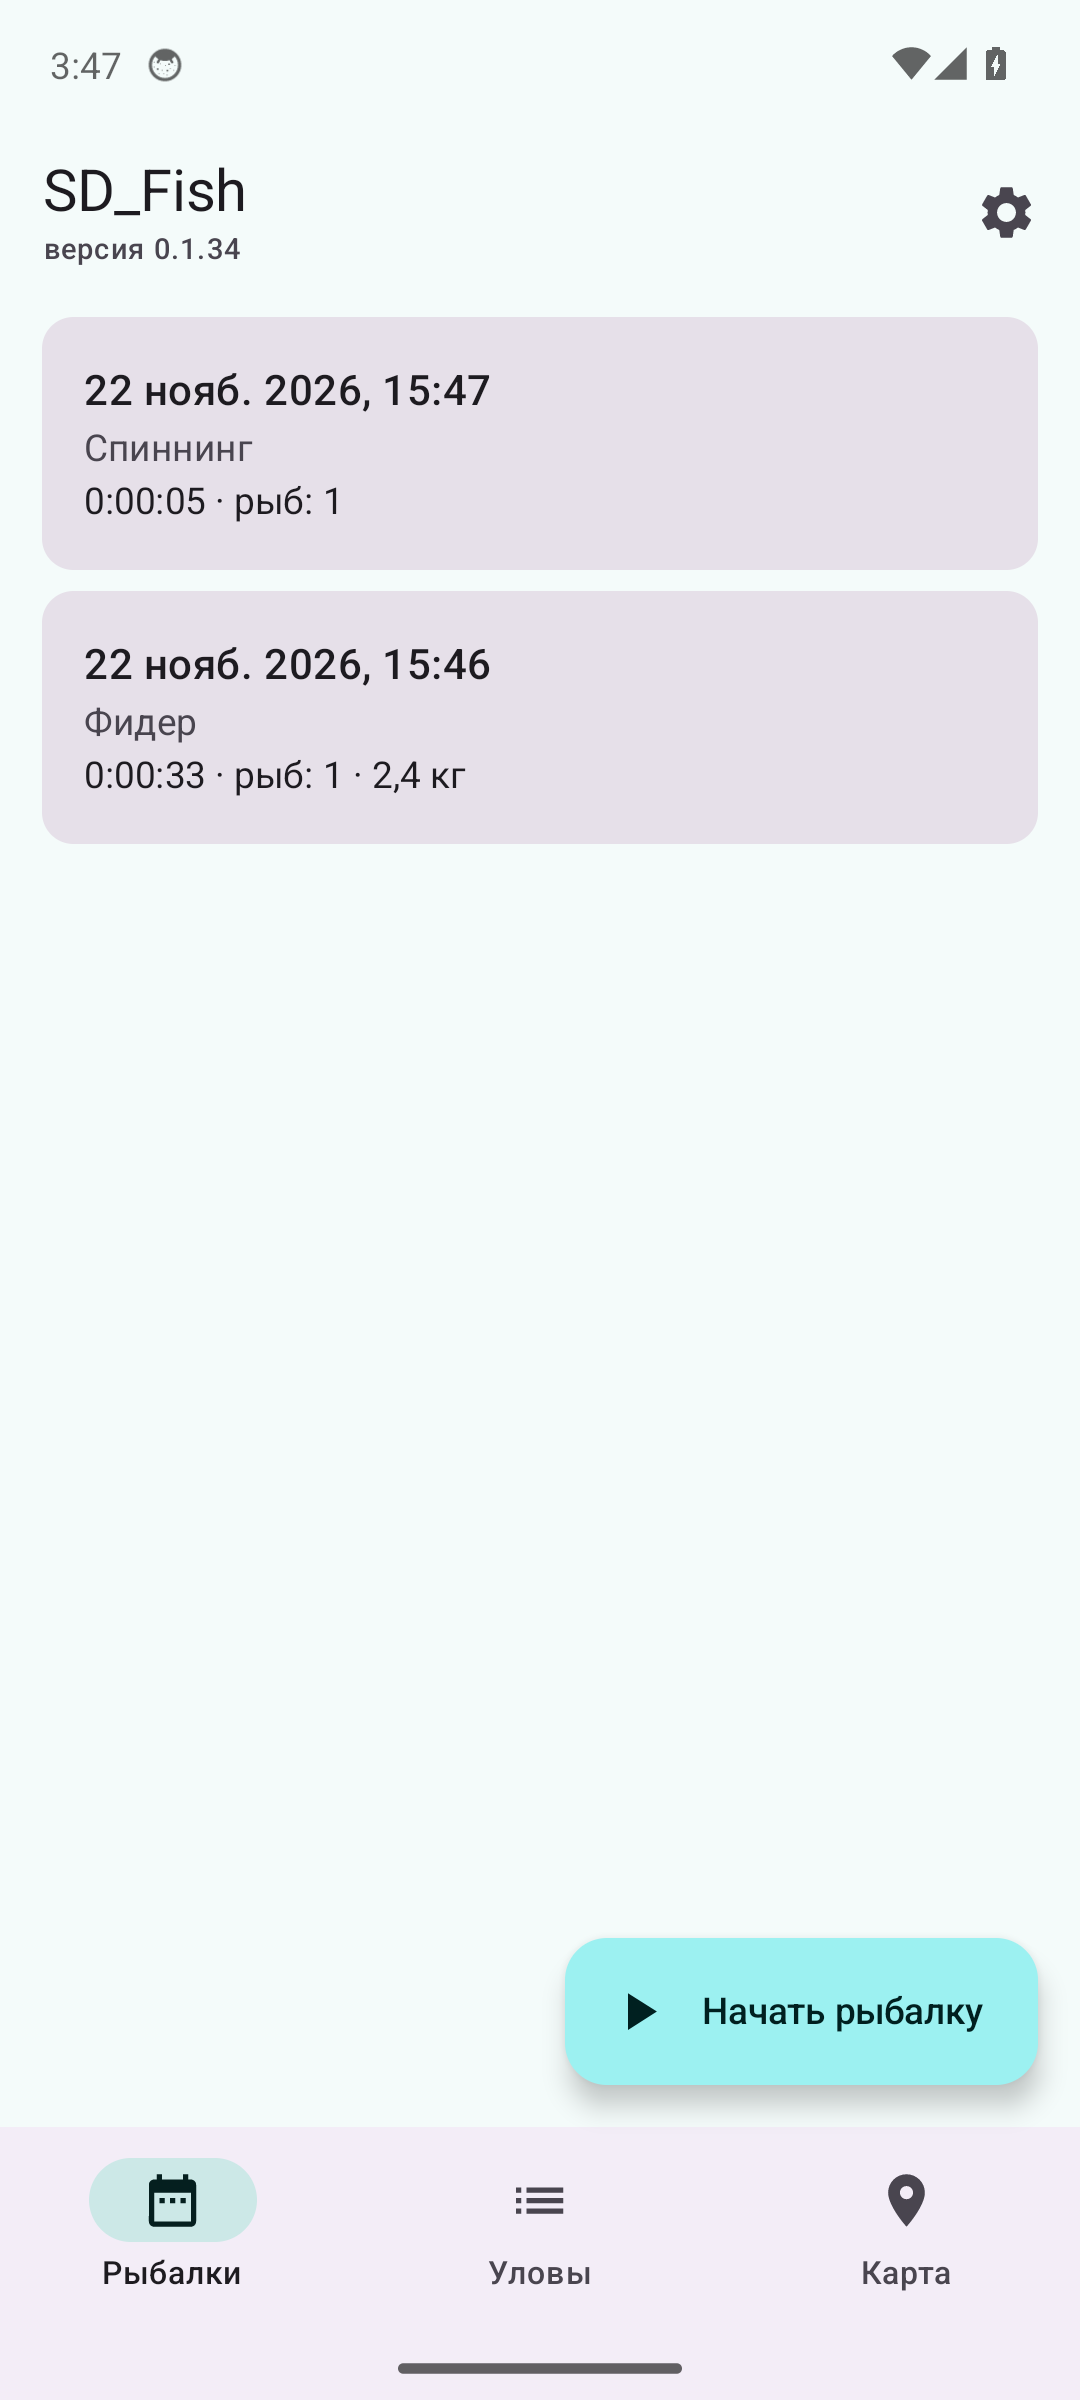 3:47
SD_Fish
версия 0.1.34
22 нояб. 2026, 15:47
Спиннинг
0:00:05 · рыб: 1
22 нояб. 2026, 15:46
Фидер
0:00:33 · рыб: 1 · 2,4 кг
Начать рыбалку
Рыбалки
Уловы
Карта